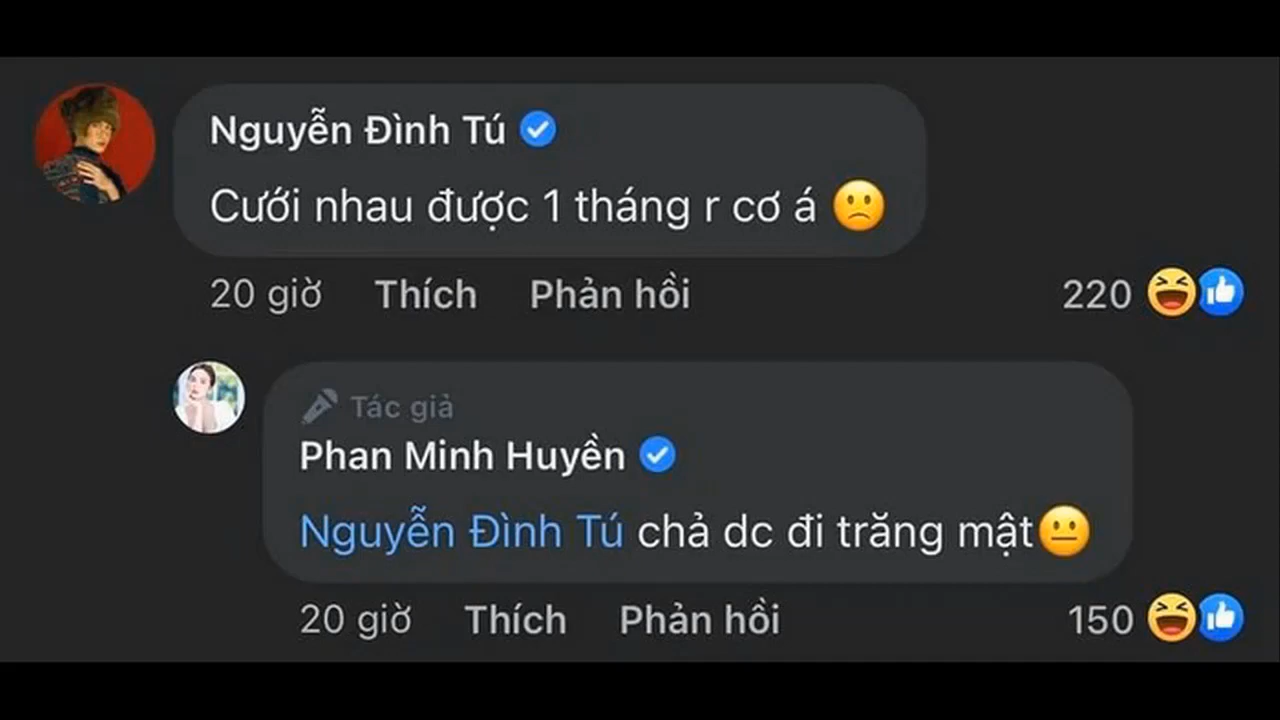 Nguyễn Đình Tú
Cưới nhau được 1 tháng r cơ á 🙁
20 giờ Thích Phản hồi 220
Tác giả
Phan Minh Huyền
Nguyễn Đình Tú chả dc đi trăng mật😐
20 giờ Thích Phản hồi 150